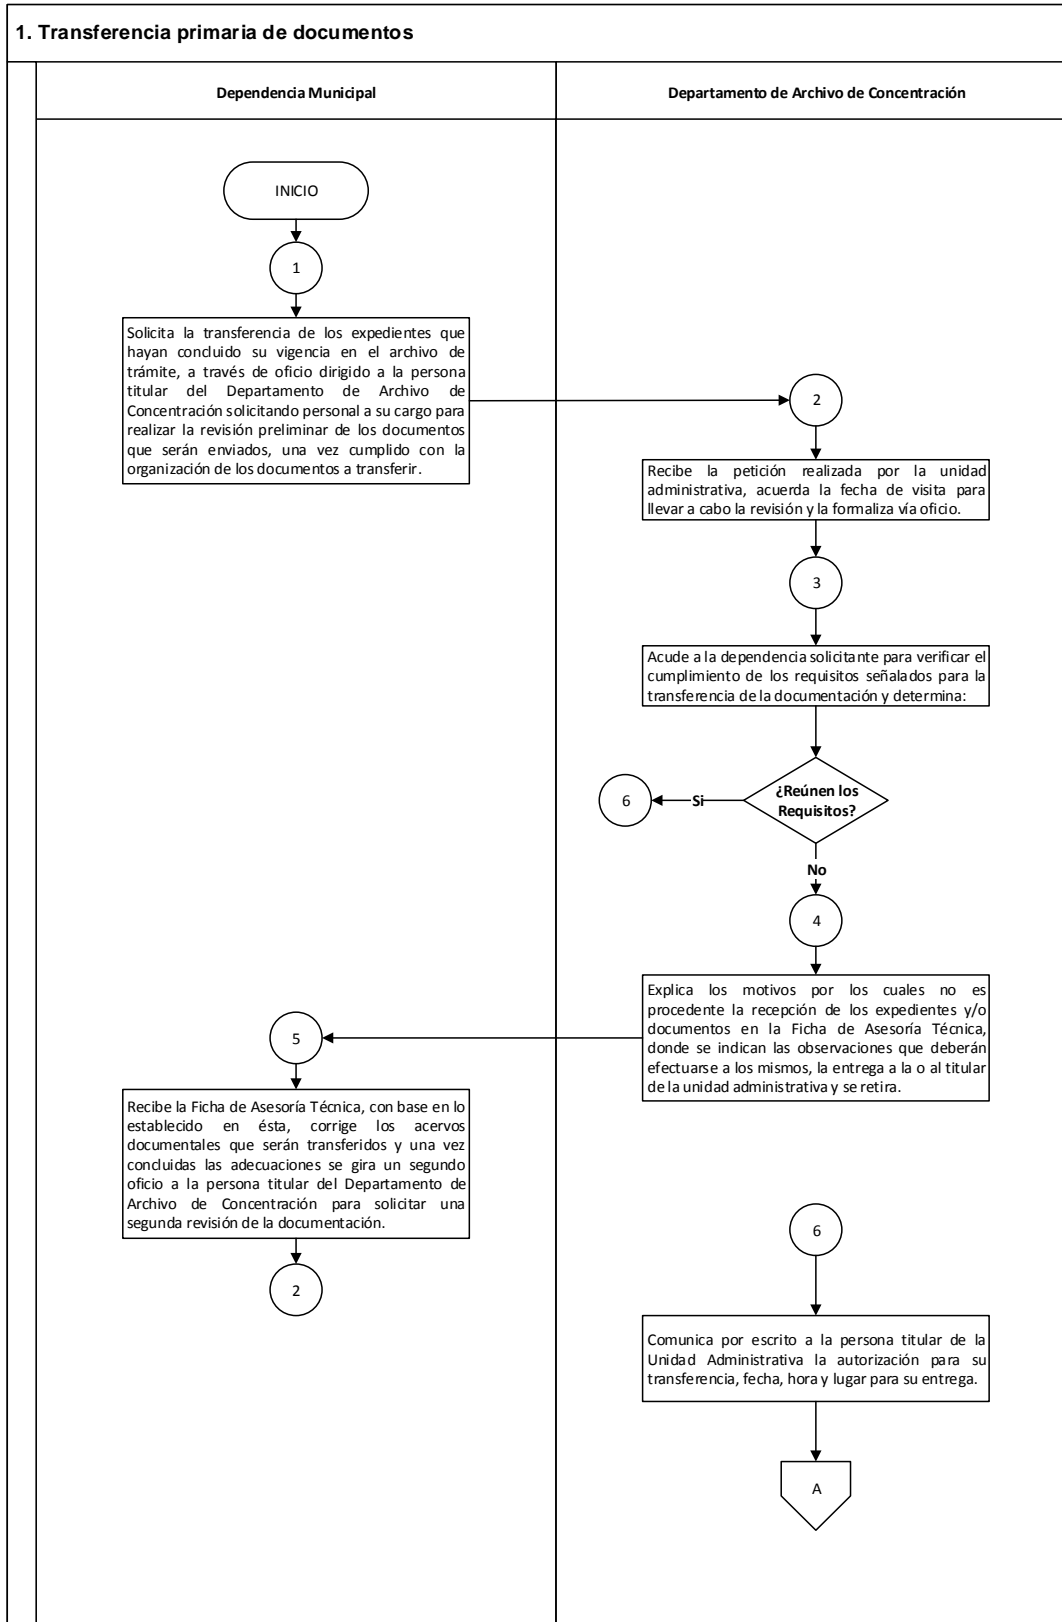 1. Transferencia primaria de documentos
Dependencia Municipal
Departamento de Archivo de Concentración
INICIO
1
Solicita la transferencia de los expedientes que
hayan concluido su vigencia en el archivo de
trámite, a través de oficio dirigido a la persona
titular del Departamento de Archivo de
Concentración solicitando personal a su cargo para
realizar la revisión preliminar de los documentos
que serán enviados, una vez cumplido con la
organización de los documentos a transferir.
2
Recibe la petición realizada por la unidad
administrativa, acuerda la fecha de visita para
llevar a cabo la revisión y la formaliza vía oficio.
3
Acude a la dependencia solicitante para verificar el
cumplimiento de los requisitos señalados para la
transferencia de la documentación y determina:
¿Reúnen los
Requisitos?
Si
6
No
4
Explica los motivos por los cuales no es
procedente la recepción de los expedientes y/o
documentos en la Ficha de Asesoría Técnica,
donde se indican las observaciones que deberán
efectuarse a los mismos, la entrega a la o al titular
de la unidad administrativa y se retira.
5
Recibe la Ficha de Asesoría Técnica, con base en lo
establecido en ésta, corrige los acervos
documentales que serán transferidos y una vez
concluidas las adecuaciones se gira un segundo
oficio a la persona titular del Departamento de
Archivo de Concentración para solicitar una
segunda revisión de la documentación.
2
6
Comunica por escrito a la persona titular de la
Unidad Administrativa la autorización para su
transferencia, fecha, hora y lugar para su entrega.
A